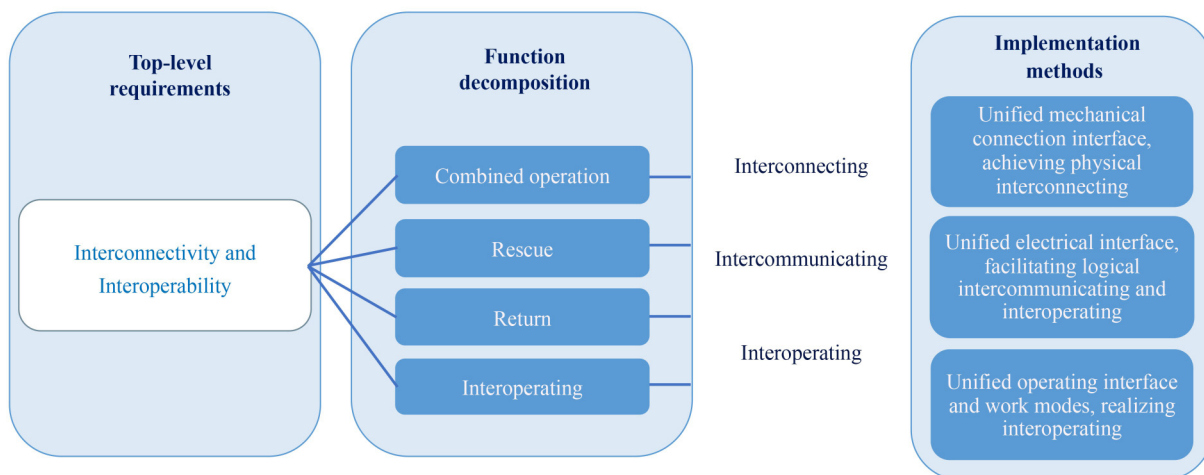 Top-level
requirements
Interconnectivity and
Interoperability
Function
decomposition
Combined operation
Rescue
Return
Interoperating
Interconnecting
Intercommunicating
Interoperating
Implementation
methods
Unified mechanical
connection interface,
achieving physical
interconnecting
Unified electrical interface,
facilitating logical
intercommunicating and
interoperating
Unified operating interface
and work modes, realizing
interoperating